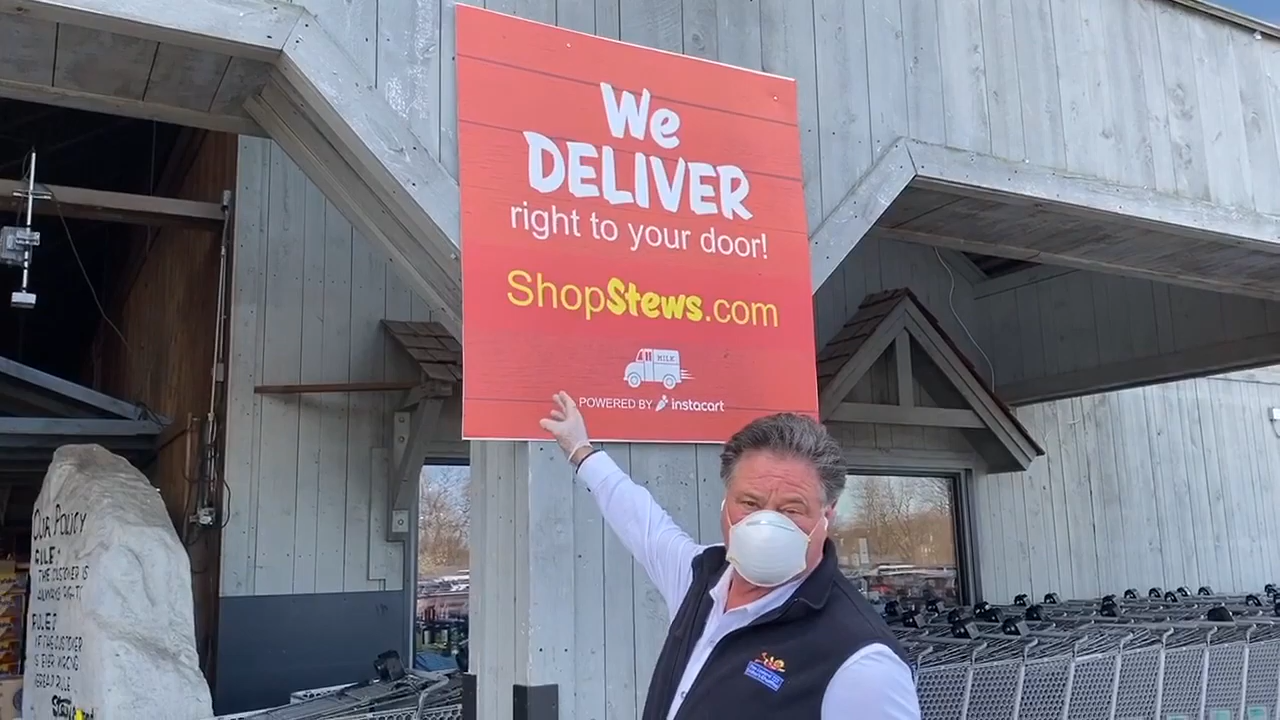 We
DELIVER
right to your door!
ShopStews.com
MILK
POWERED BY instacart
OUR POLICY
RULE 1
THE CUSTOMER IS
ALWAYS RIGHT!
RULE 2
IF THE CUSTOMER
IS EVER WRONG,
REREAD RULE
Stew